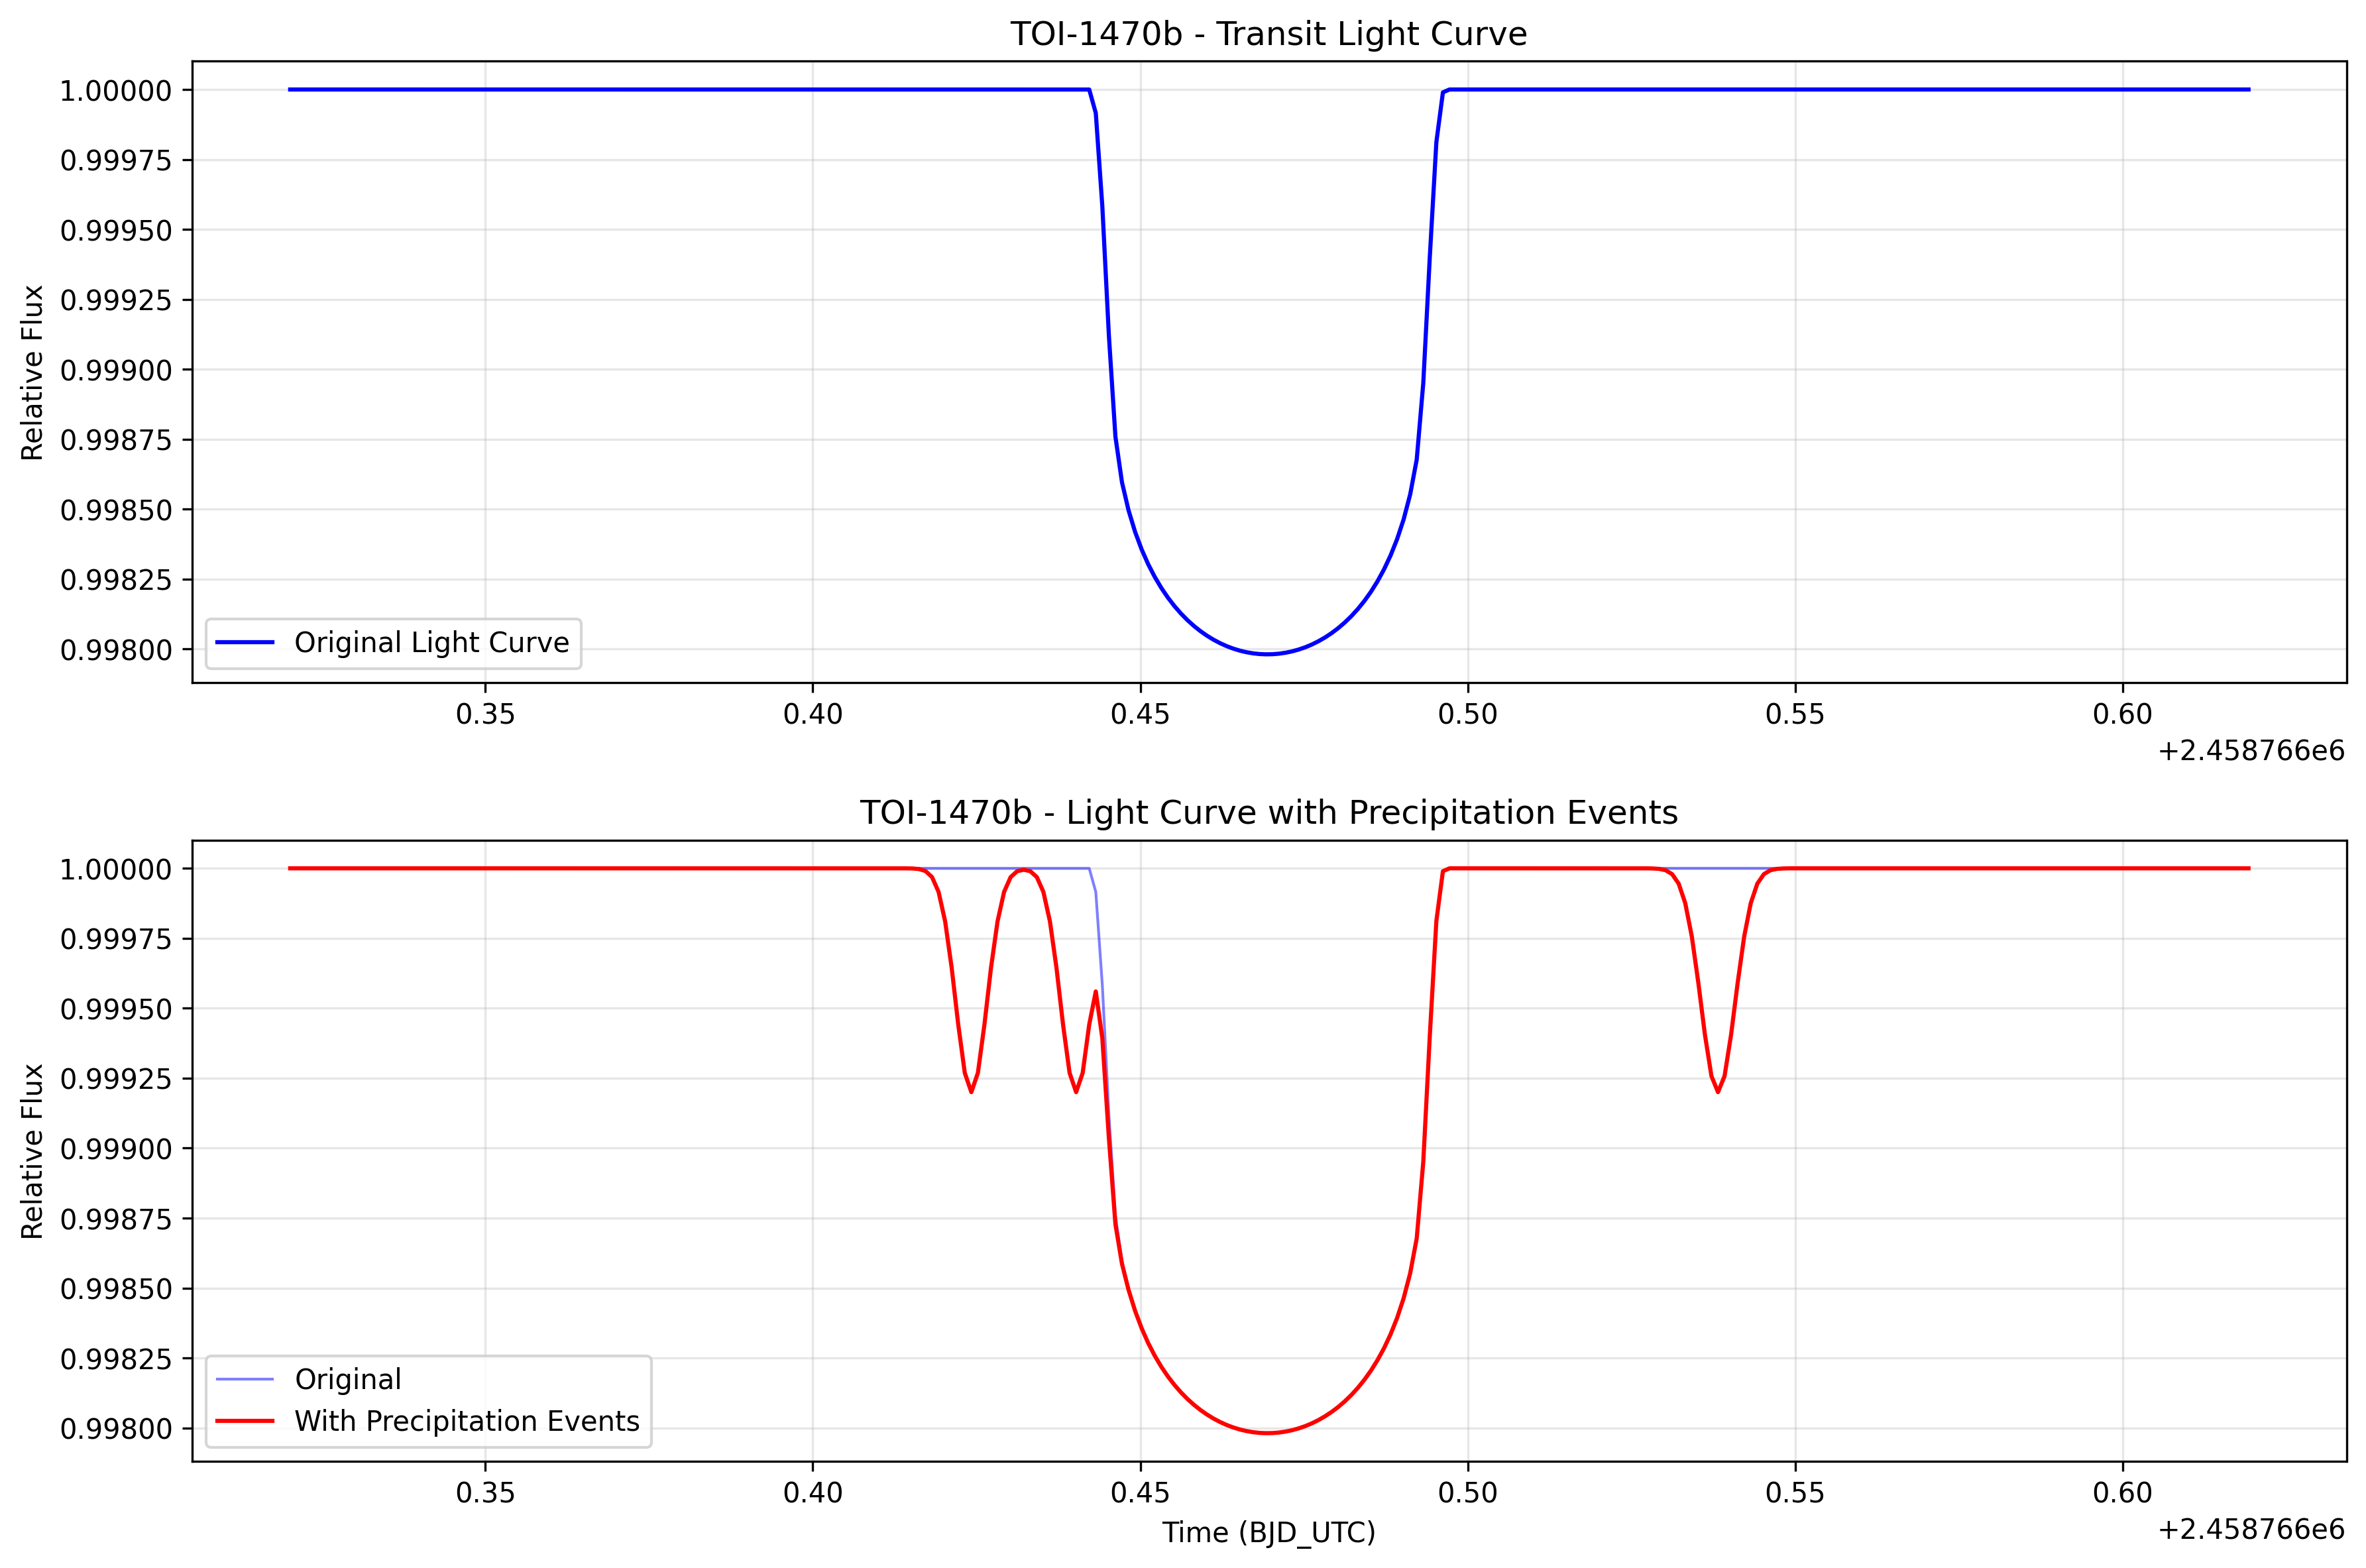 TOI-1470b - Transit Light Curve
Relative Flux
1.00000
0.99975
0.99950
0.99925
0.99900
0.99875
0.99850
0.99825
0.99800
Original Light Curve
0.35 0.40 0.45 0.50 0.55 0.60
+2.458766e6
TOI-1470b - Light Curve with Precipitation Events
Relative Flux
1.00000
0.99975
0.99950
0.99925
0.99900
0.99875
0.99850
0.99825
0.99800
Original
With Precipitation Events
0.35 0.40 0.45 0.50 0.55 0.60
Time (BJD_UTC)
+2.458766e6